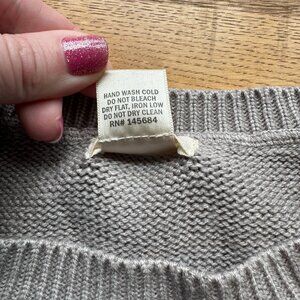 HAND WASH COLD
DO NOT BLEACH
DRY FLAT, IRON LOW
DO NOT DRY CLEAN
RN# 145684